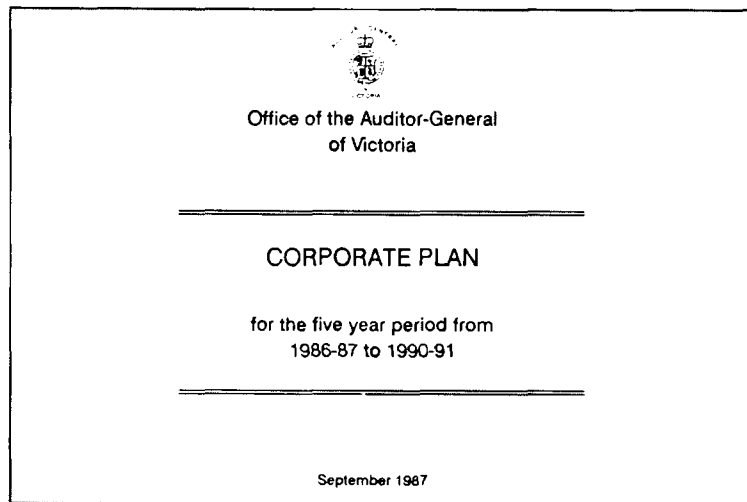 Office of the Auditor-General
of Victoria
CORPORATE PLAN
for the five year period from
1986-87 to 1990-91
September 1987